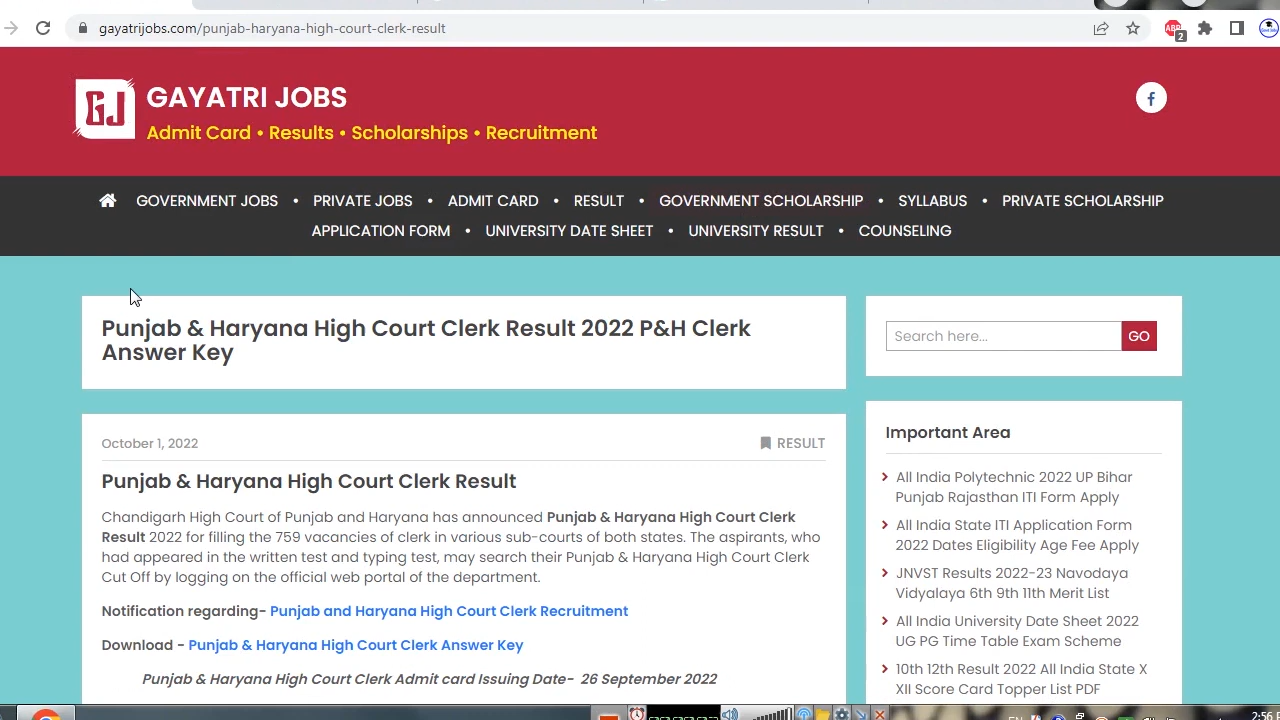 gayatrijobs.com/punjab-haryana-high-court-clerk-result
ABP
2
GJ
GAYATRI JOBS
Admit Card • Results • Scholarships • Recruitment
GOVERNMENT JOBS • PRIVATE JOBS • ADMIT CARD • RESULT • GOVERNMENT SCHOLARSHIP • SYLLABUS • PRIVATE SCHOLARSHIP
APPLICATION FORM • UNIVERSITY DATE SHEET • UNIVERSITY RESULT • COUNSELING
Punjab & Haryana High Court Clerk Result 2022 P&H Clerk
Answer Key
October 1, 2022
RESULT
Punjab & Haryana High Court Clerk Result
Chandigarh High Court of Punjab and Haryana has announced Punjab & Haryana High Court Clerk
Result 2022 for filling the 759 vacancies of clerk in various sub-courts of both states. The aspirants, who
had appeared in the written test and typing test, may search their Punjab & Haryana High Court Clerk
Cut Off by logging on the official web portal of the department.
Notification regarding- Punjab and Haryana High Court Clerk Recruitment
Download - Punjab & Haryana High Court Clerk Answer Key
Punjab & Haryana High Court Clerk Admit card Issuing Date- 26 September 2022
Search here...
GO
Important Area
All India Polytechnic 2022 UP Bihar
Punjab Rajasthan ITI Form Apply
All India State ITI Application Form
2022 Dates Eligibility Age Fee Apply
JNVST Results 2022-23 Navodaya
Vidyalaya 6th 9th 11th Merit List
All India University Date Sheet 2022
UG PG Time Table Exam Scheme
10th 12th Result 2022 All India State X
XII Score Card Topper List PDF
EN
2:56